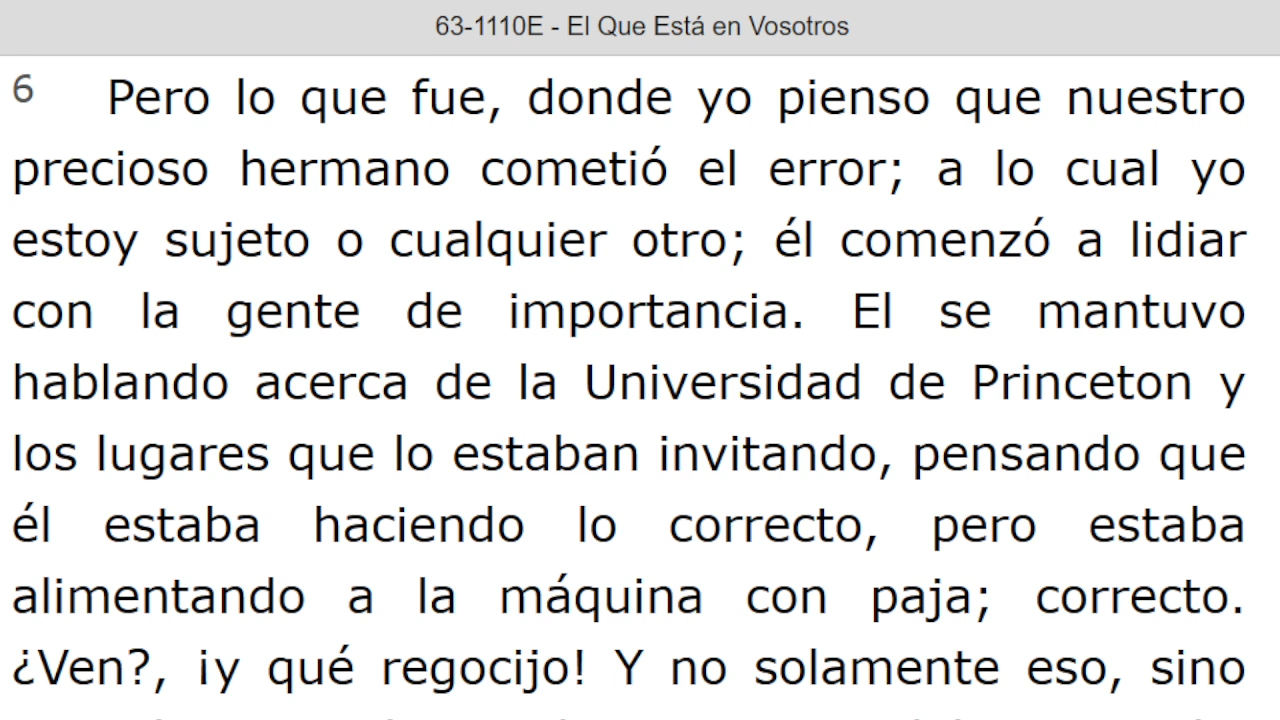 63-1110E - El Que Está en Vosotros
6 Pero lo que fue, donde yo pienso que nuestro
precioso hermano cometió el error; a lo cual yo
estoy sujeto o cualquier otro; él comenzó a lidiar
con la gente de importancia. El se mantuvo
hablando acerca de la Universidad de Princeton y
los lugares que lo estaban invitando, pensando que
él estaba haciendo lo correcto, pero estaba
alimentando a la máquina con paja; correcto.
¿Ven?, ¡y qué regocijo! Y no solamente eso, sino